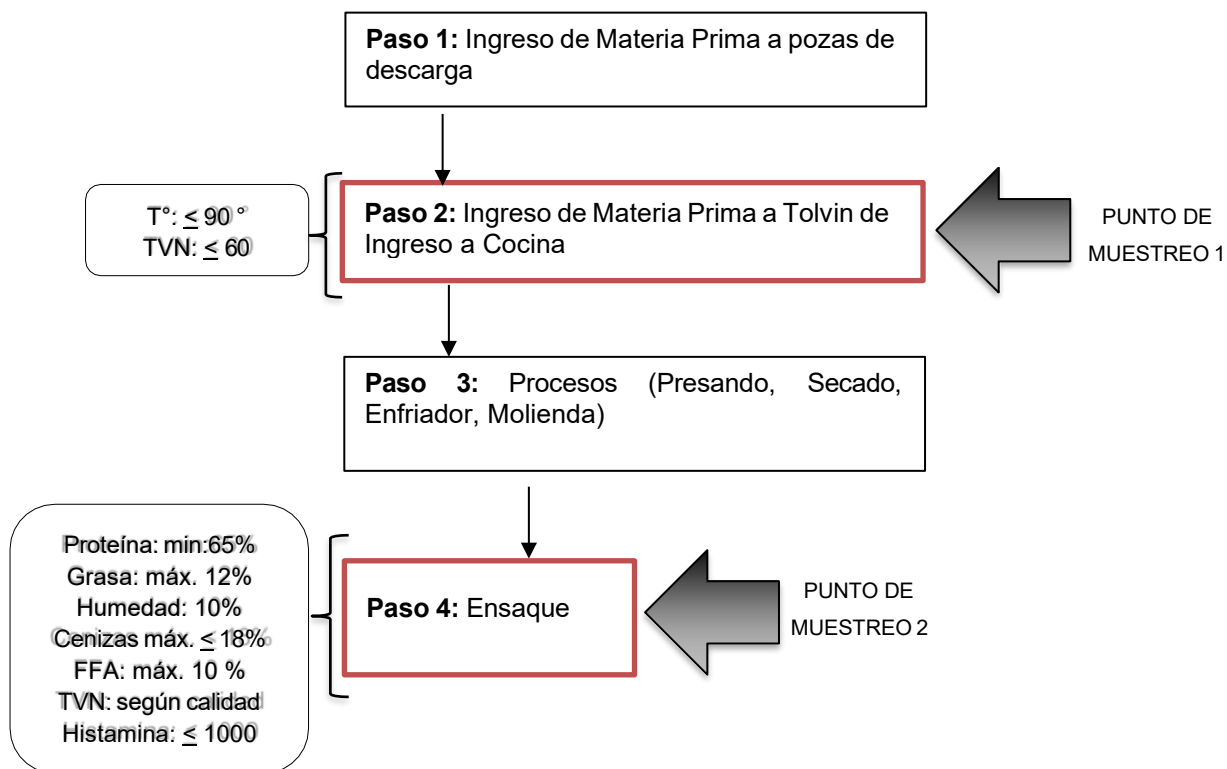 Paso 1: Ingreso de Materia Prima a pozas de
descarga
T°: ≤ 90 °
TVN: ≤ 60
Paso 2: Ingreso de Materia Prima a Tolvin de
Ingreso a Cocina
PUNTO DE
MUESTREO 1
Paso 3: Procesos (Presando, Secado,
Enfriador, Molienda)
Proteína: min:65%
Grasa: máx. 12%
Humedad: 10%
Cenizas máx. ≤ 18%
FFA: máx. 10 %
TVN: según calidad
Histamina: ≤ 1000
Paso 4: Ensaque
PUNTO DE
MUESTREO 2